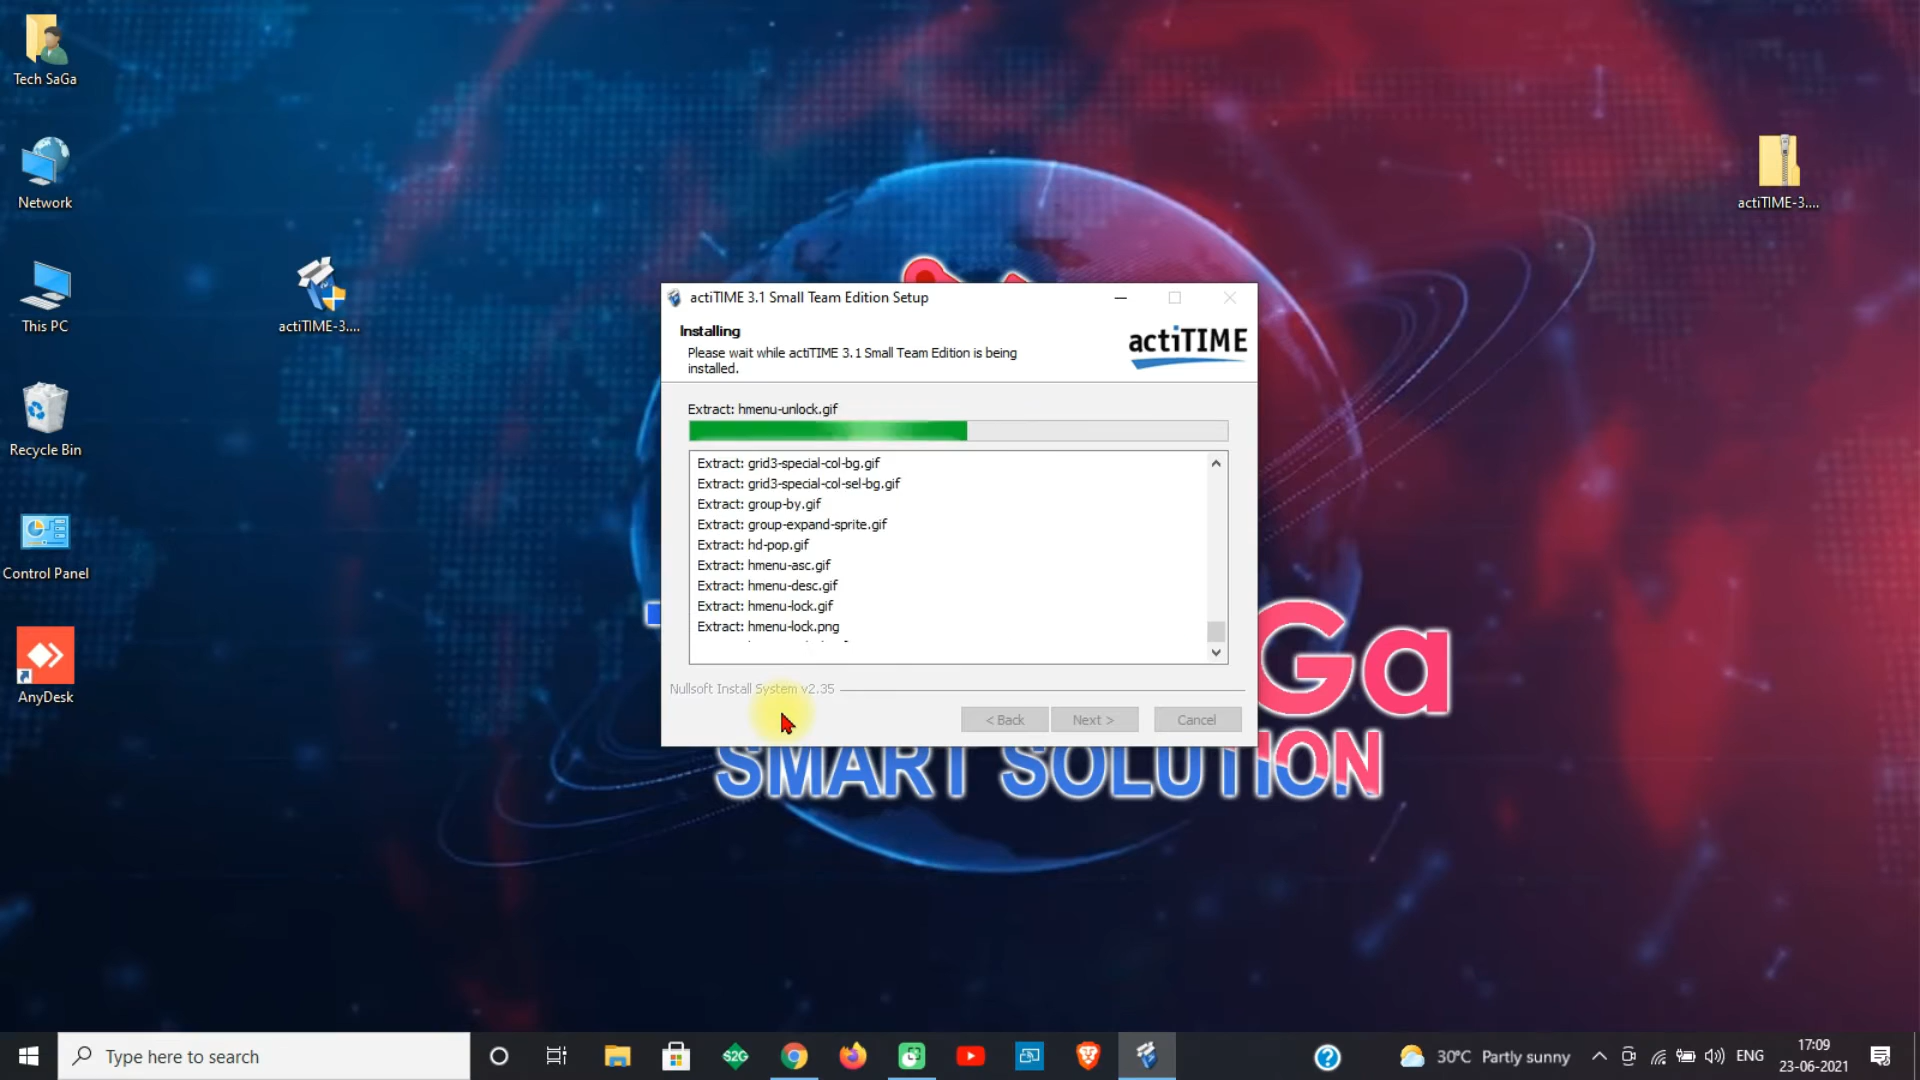 Tech SaGa
Network
This PC
Recycle Bin
Control Panel
AnyDesk
actiTIME-3....
actiTIME-3....
actiTIME 3.1 Small Team Edition Setup
Installing
Please wait while actiTIME 3.1 Small Team Edition is being
installed.
actiTIME
Extract: hmenu-unlock.gif
Extract: grid3-special-col-bg.gif
Extract: grid3-special-col-sel-bg.gif
Extract: group-by.gif
Extract: group-expand-sprite.gif
Extract: hd-pop.gif
Extract: hmenu-asc.gif
Extract: hmenu-desc.gif
Extract: hmenu-lock.gif
Extract: hmenu-lock.png
Nullsoft Install System v2.35
< Back
Next >
Cancel
Ga
SMART SOLUTION
Type here to search
S2G
30°C Partly sunny
ENG
17:09
23-06-2021